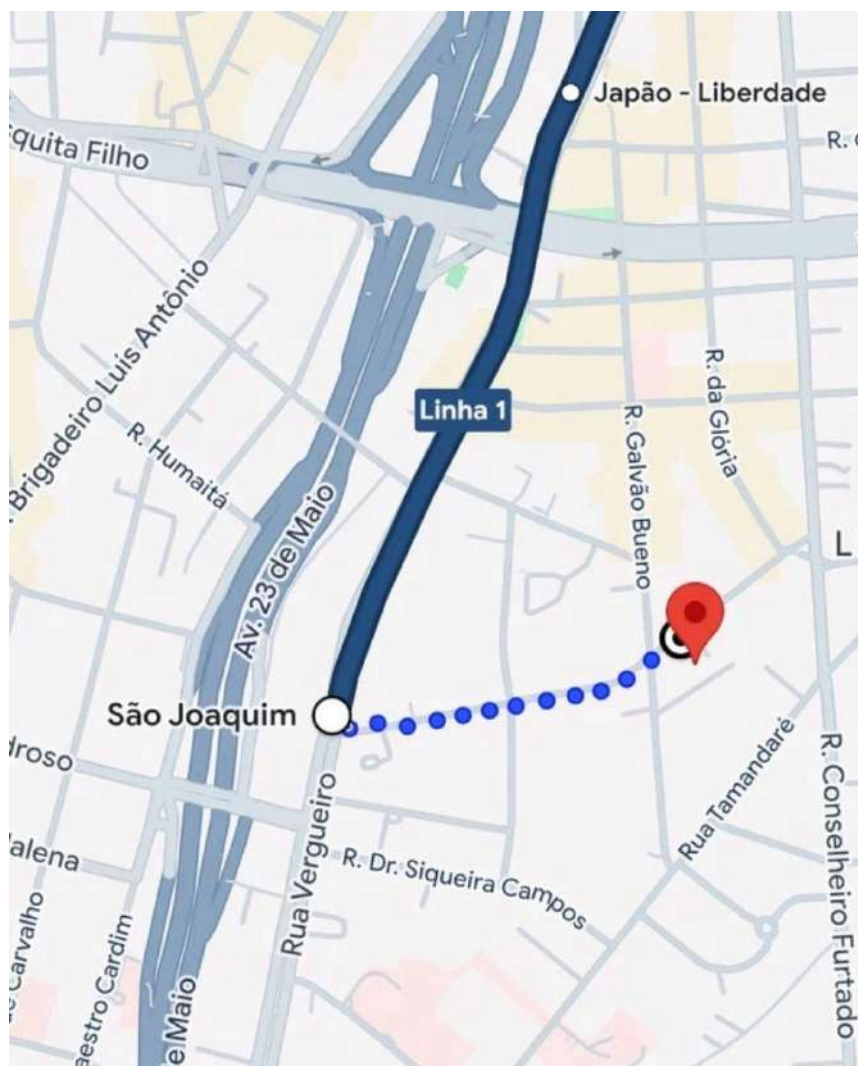 Japão - Liberdade
squita Filho
R.
Brigadeiro Luís Antônio
R. Humaitá
Linha 1
R. da Glória
R. Galvão Bueno
Av. 23 de Maio
L
São Joaquim
droso
Rua Vergueiro
Rua Tamandaré
R. Conselheiro Furtado
alena
R. Dr. Siqueira Campos
Carvalho
aestro Cardim
e Maio